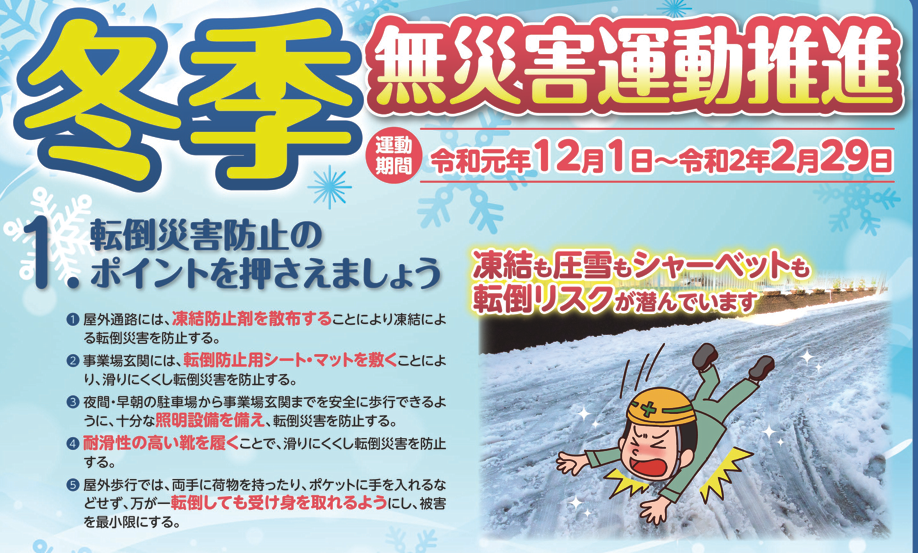 冬季
無災害運動推進
運動
期間
令和元年12月1日～令和2年2月29日
1. 転倒災害防止の
ポイントを押さえましょう
凍結も圧雪もシャーベットも
転倒リスクが潜んでいます
❶ 屋外通路には、凍結防止剤を散布することにより凍結によ
る転倒災害を防止する。
❷ 事業場玄関には、転倒防止用シート・マットを敷くことによ
り、滑りにくくし転倒災害を防止する。
❸ 夜間・早朝の駐車場から事業場玄関までを安全に歩行できるよ
うに、十分な照明設備を備え、転倒災害を防止する。
❹ 耐滑性の高い靴を履くことで、滑りにくくし転倒災害を防止
する。
❺ 屋外歩行では、両手に荷物を持ったり、ポケットに手を入れるな
どせず、万が一転倒しても受け身を取れるようにし、被害
を最小限にする。